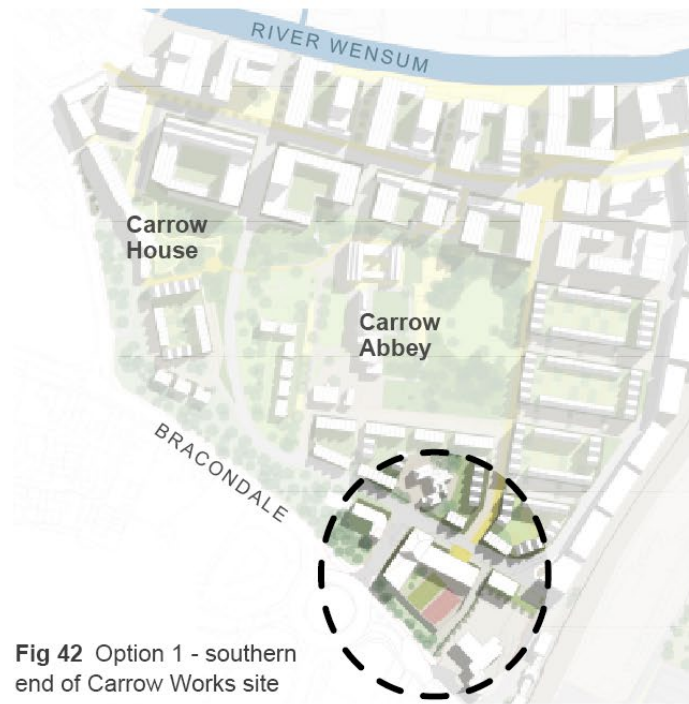 RIVER WENSUM
Carrow
House
Carrow
Abbey
BRACONDALE
Fig 42 Option 1 - southern
end of Carrow Works site